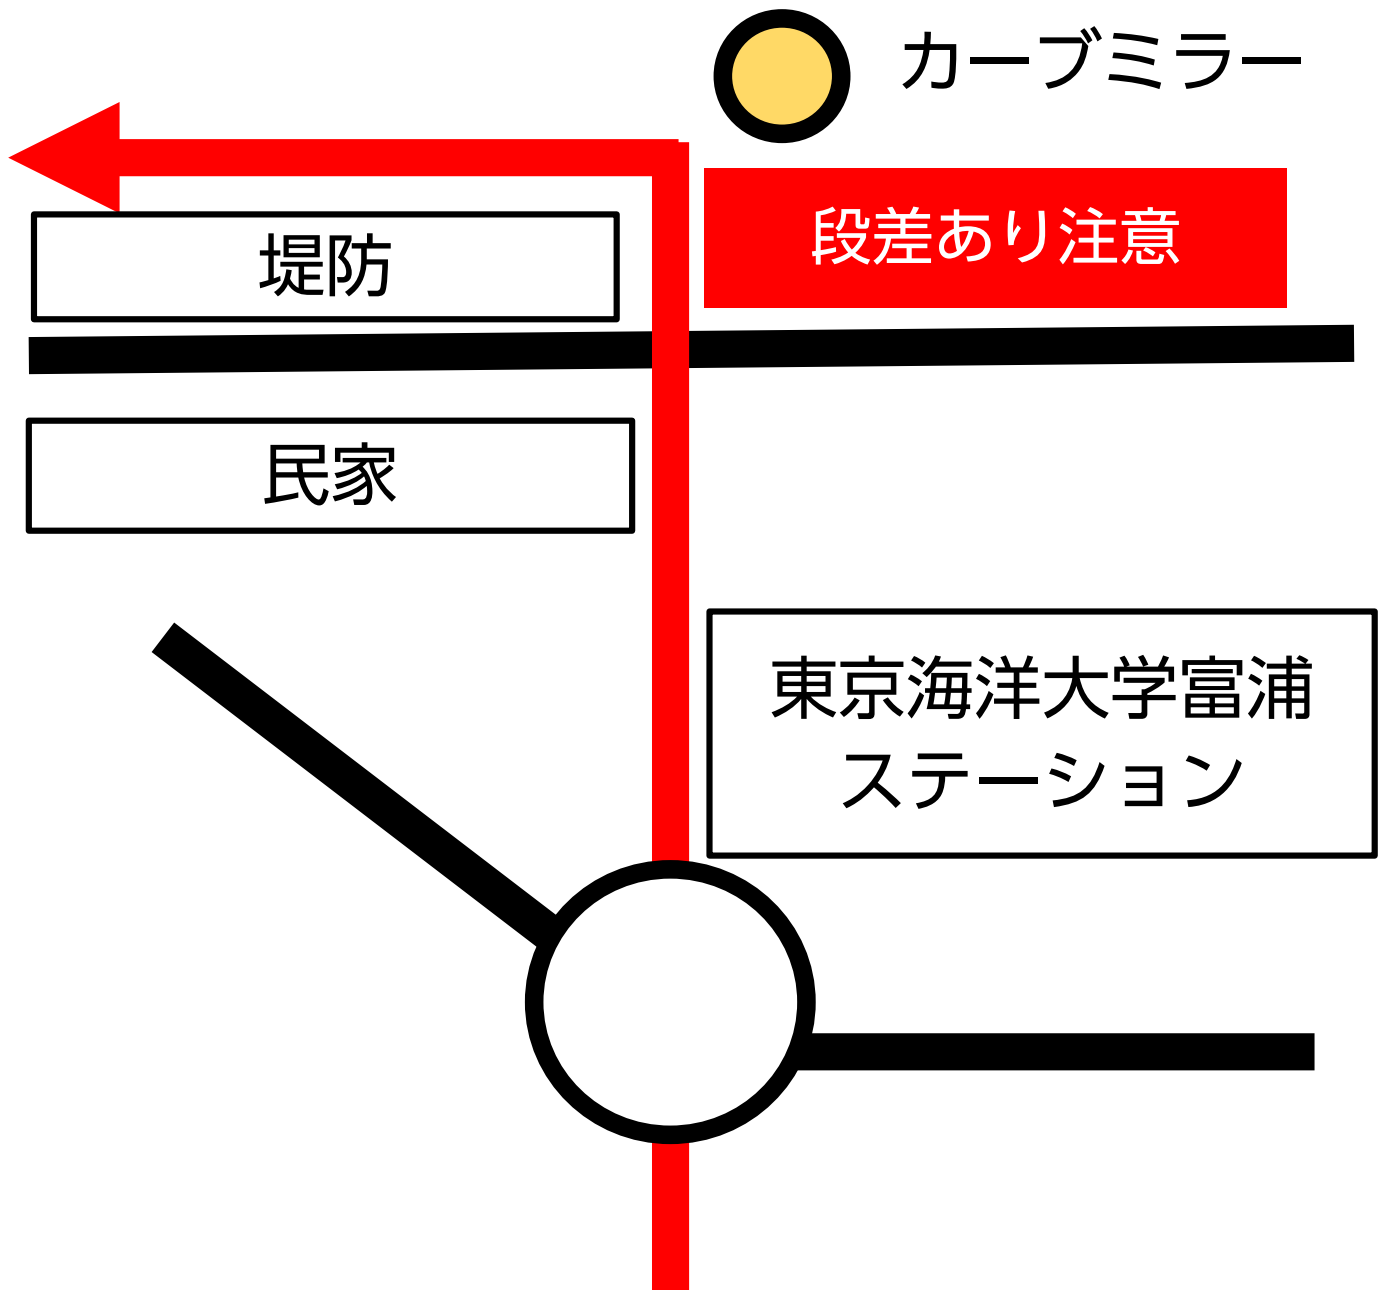 カーブミラー
段差あり注意
堤防
民家
東京海洋大学富浦
ステーション